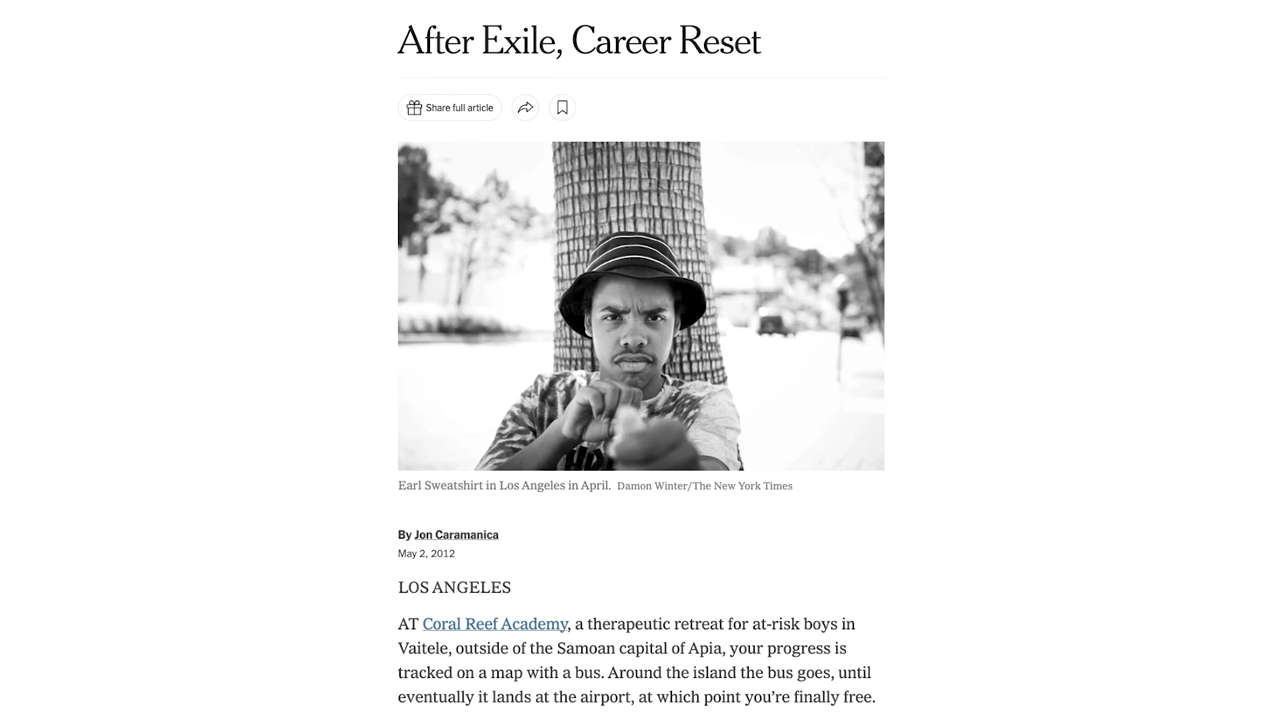 After Exile, Career Reset
Share full article
Earl Sweatshirt in Los Angeles in April. Damon Winter/The New York Times
By Jon Caramanica
May 2, 2012
LOS ANGELES
AT Coral Reef Academy, a therapeutic retreat for at-risk boys in
Vaitele, outside of the Samoan capital of Apia, your progress is
tracked on a map with a bus. Around the island the bus goes, until
eventually it lands at the airport, at which point you’re finally free.